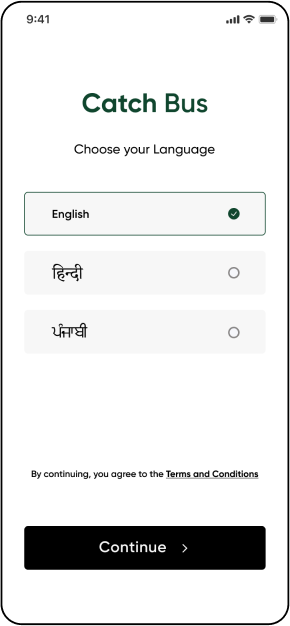 9:41
Catch Bus
Choose your Language
English
हिन्दी
ਪੰਜਾਬੀ
By continuing, you agree to the Terms and Conditions
Continue